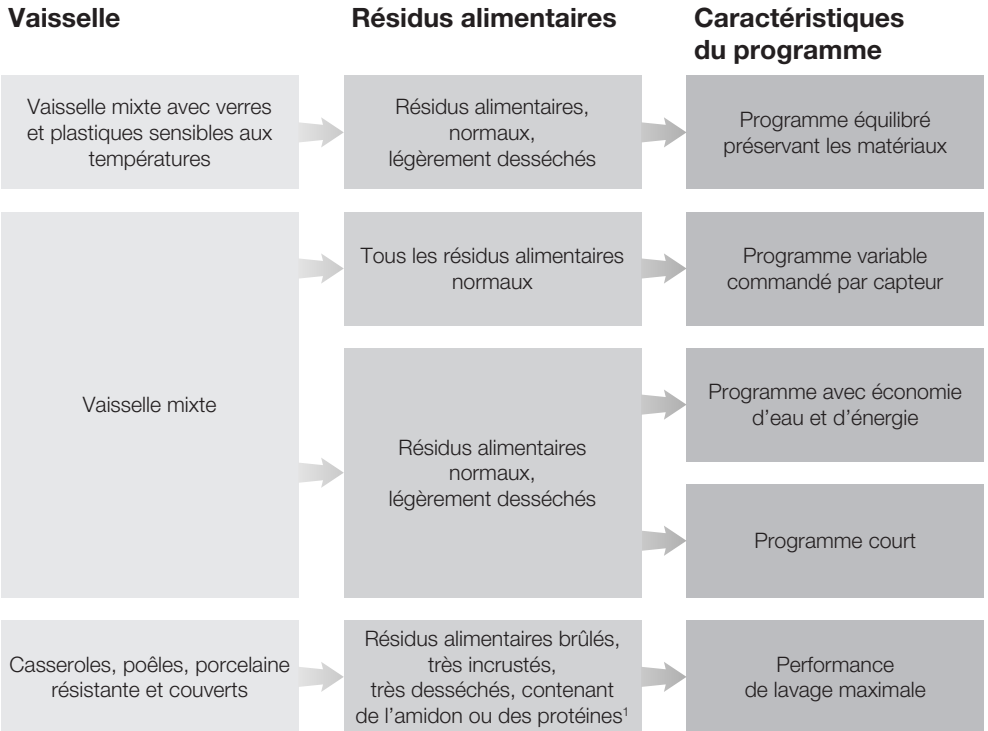 Vaisselle
Résidus alimentaires
Caractéristiques
du programme
Vaisselle mixte avec verres
et plastiques sensibles aux
températures
Résidus alimentaires,
normaux,
légèrement desséchés
Programme équilibré
préservant les matériaux
Vaisselle mixte
Tous les résidus alimentaires
normaux
Programme variable
commandé par capteur
Résidus alimentaires
normaux,
légèrement desséchés
Programme avec économie
d'eau et d'énergie
Programme court
Casseroles, poêles, porcelaine
résistante et couverts
Résidus alimentaires brûlés,
très incrustés,
très desséchés, contenant
de l'amidon ou des protéines¹
Performance
de lavage maximale